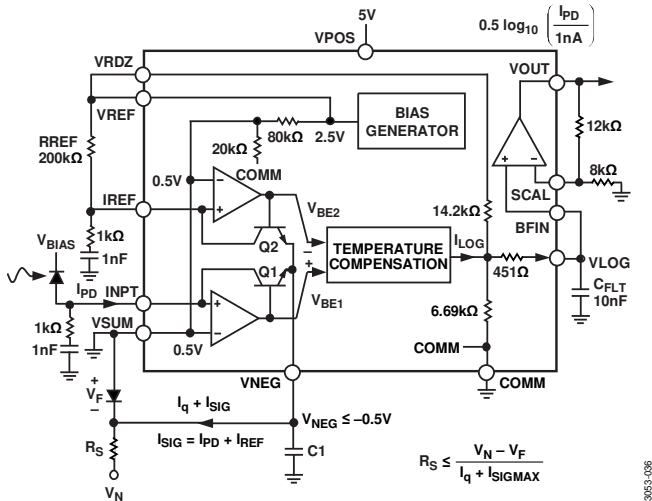 5V
0.5 log10 (IPD / 1nA)
VPOS
VRDZ
VOUT
VREF
BIAS
GENERATOR
80kΩ
2.5V
20kΩ
COMM
12kΩ
RREF
200kΩ
0.5V
8kΩ
SCAL
IREF
VBE2
14.2kΩ
BFIN
1kΩ
1nF
VBIAS
Q2
Q1
TEMPERATURE
COMPENSATION
ILOG
451Ω
VLOG
IPD
INPT
VBE1
CFLT
10nF
1kΩ
1nF
VSUM
0.5V
6.69kΩ
COMM
VNEG
COMM
+
VF
–
Iq + ISIG
VNEG ≤ –0.5V
ISIG = IPD + IREF
C1
RS
VN
RS ≤ (VN – VF) / (Iq + ISIGMAX)
3053-036